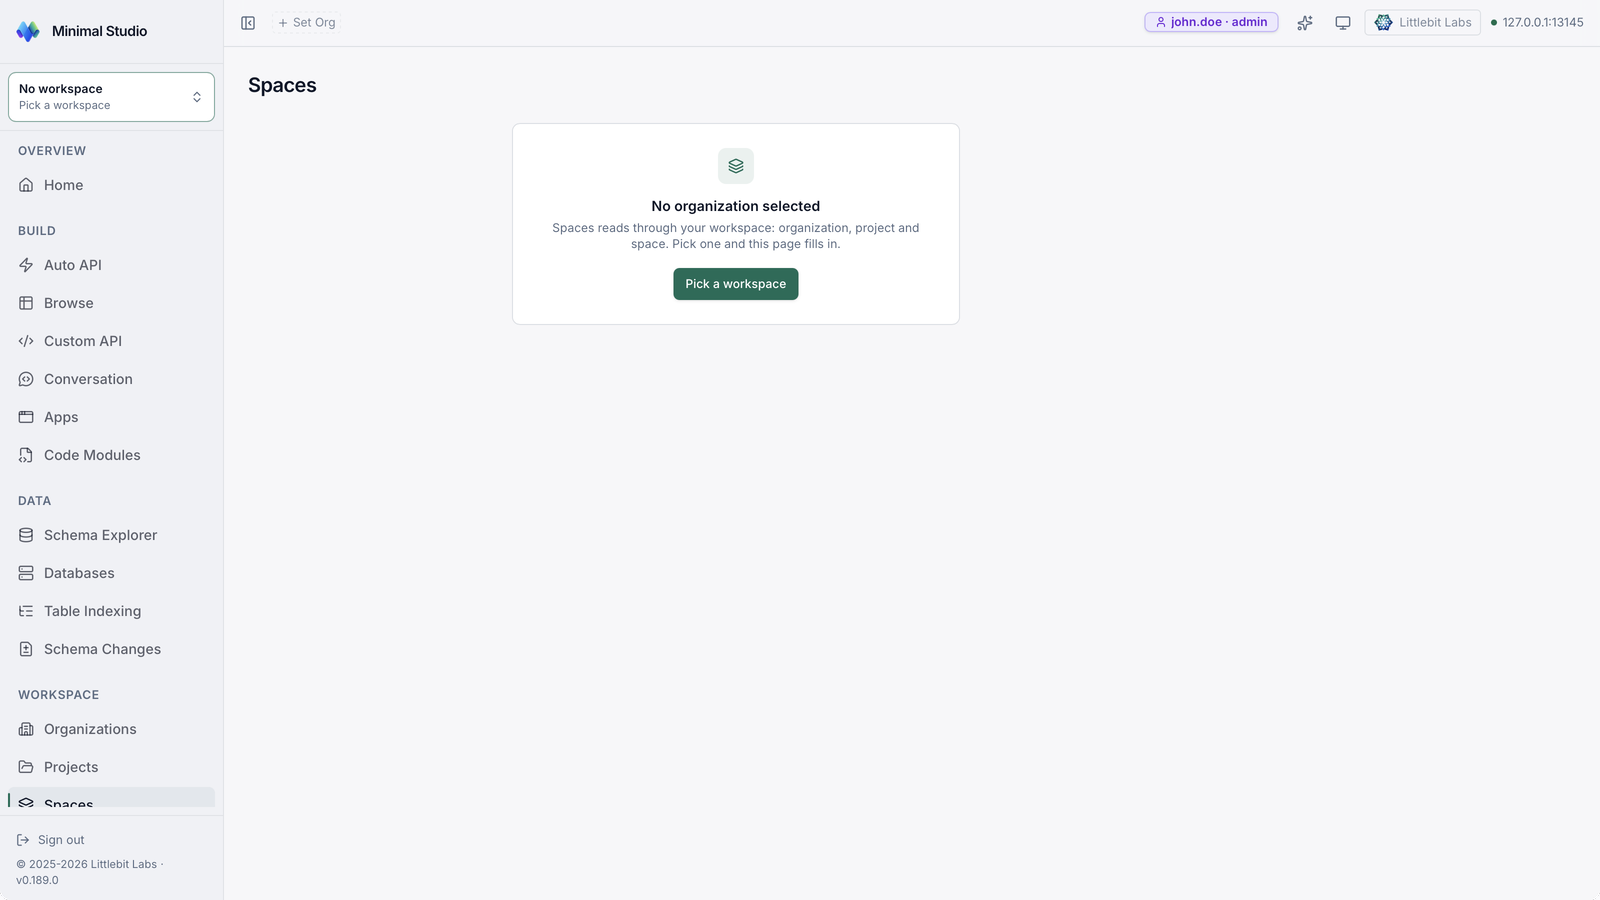 Minimal Studio
No workspace
Pick a workspace
OVERVIEW
Home
BUILD
Auto API
Browse
Custom API
Conversation
Apps
Code Modules
DATA
Schema Explorer
Databases
Table Indexing
Schema Changes
WORKSPACE
Organizations
Projects
Spaces
Sign out
© 2025-2026 Littlebit Labs ·
v0.189.0
Set Org
john.doe · admin
Littlebit Labs
127.0.0.1:13145
Spaces
No organization selected
Spaces reads through your workspace: organization, project and
space. Pick one and this page fills in.
Pick a workspace